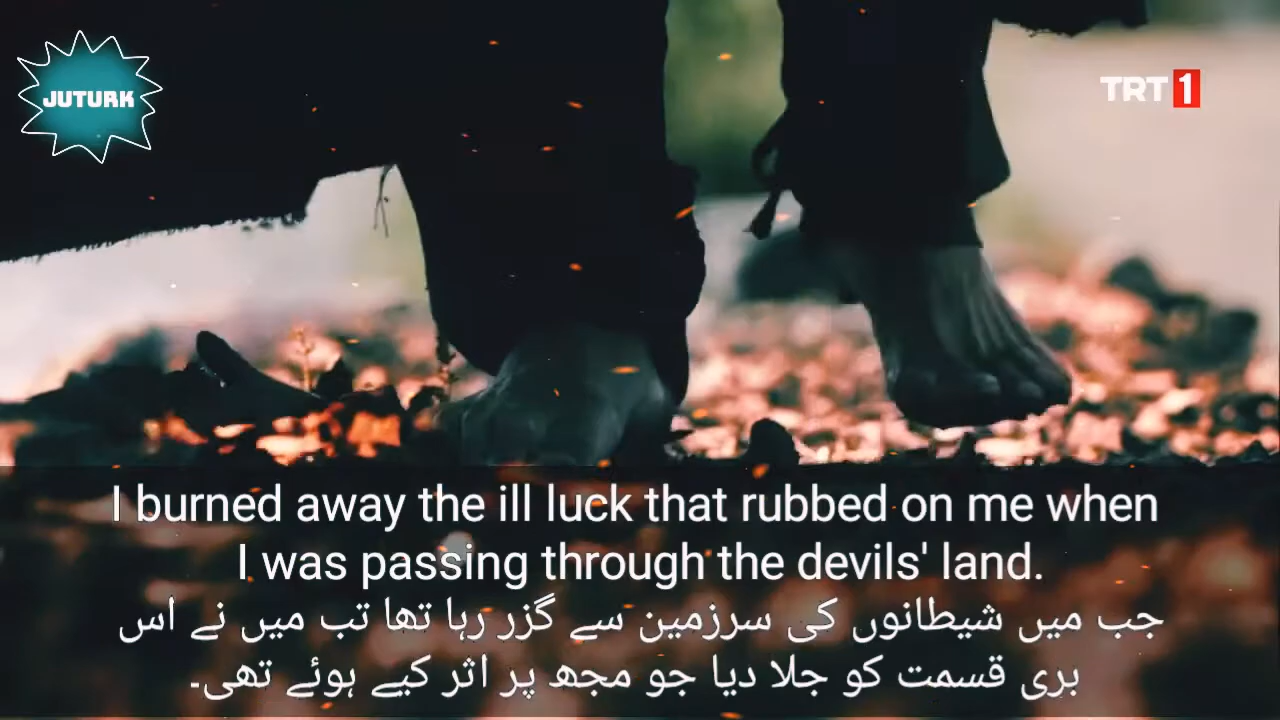 JUTURK
TRT 1
I burned away the ill luck that rubbed on me when
I was passing through the devils' land.
جب میں شیطانوں کی سرزمین سے گزر رہا تھا تب میں نے اس
بری قسمت کو جلا دیا جو مجھ پر اثر کیے ہوئے تھی۔